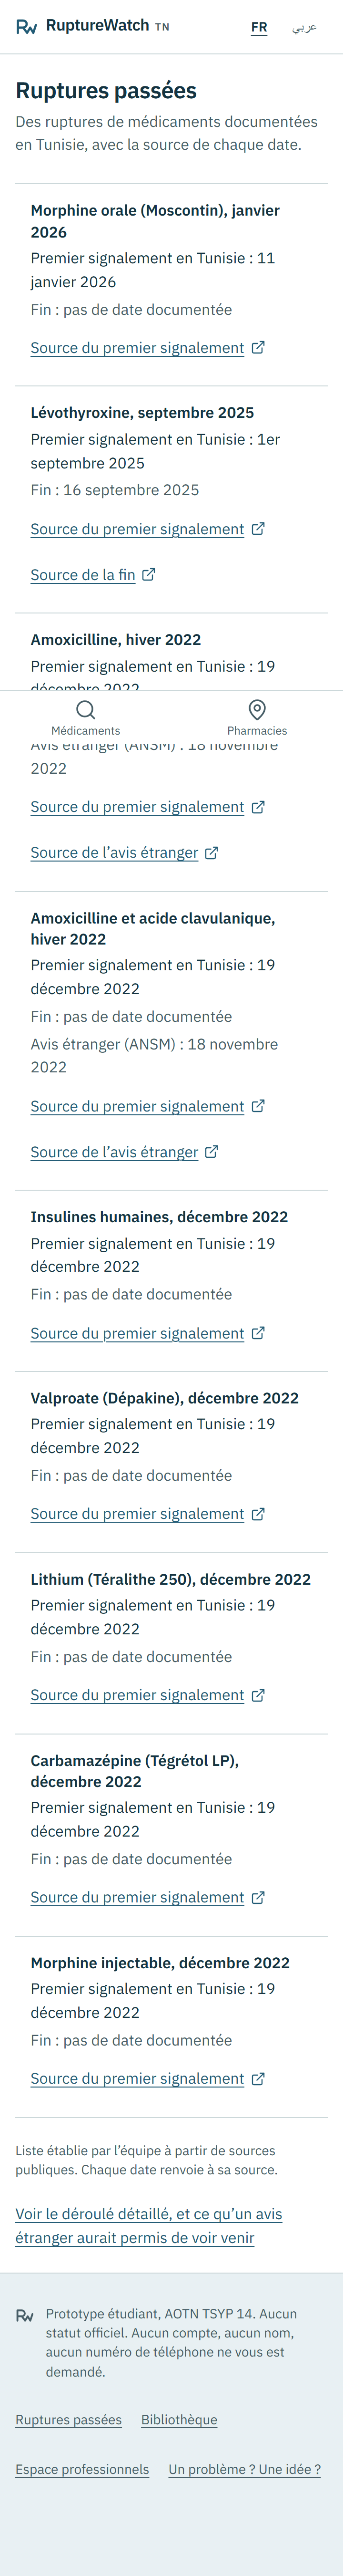 RuptureWatch TN
FR
عربي
Ruptures passées
Des ruptures de médicaments documentées
en Tunisie, avec la source de chaque date.
Morphine orale (Moscontin), janvier
2026
Premier signalement en Tunisie : 11
janvier 2026
Fin : pas de date documentée
Source du premier signalement
Lévothyroxine, septembre 2025
Premier signalement en Tunisie : 1er
septembre 2025
Fin : 16 septembre 2025
Source du premier signalement
Source de la fin
Amoxicilline, hiver 2022
Premier signalement en Tunisie : 19
décembre 2022
Médicaments
Pharmacies
Avis étranger (ANSM) : 18 novembre
2022
Source du premier signalement
Source de l’avis étranger
Amoxicilline et acide clavulanique,
hiver 2022
Premier signalement en Tunisie : 19
décembre 2022
Fin : pas de date documentée
Avis étranger (ANSM) : 18 novembre
2022
Source du premier signalement
Source de l’avis étranger
Insulines humaines, décembre 2022
Premier signalement en Tunisie : 19
décembre 2022
Fin : pas de date documentée
Source du premier signalement
Valproate (Dépakine), décembre 2022
Premier signalement en Tunisie : 19
décembre 2022
Fin : pas de date documentée
Source du premier signalement
Lithium (Téralithe 250), décembre 2022
Premier signalement en Tunisie : 19
décembre 2022
Fin : pas de date documentée
Source du premier signalement
Carbamazépine (Tégrétol LP),
décembre 2022
Premier signalement en Tunisie : 19
décembre 2022
Fin : pas de date documentée
Source du premier signalement
Morphine injectable, décembre 2022
Premier signalement en Tunisie : 19
décembre 2022
Fin : pas de date documentée
Source du premier signalement
Liste établie par l’équipe à partir de sources
publiques. Chaque date renvoie à sa source.
Voir le déroulé détaillé, et ce qu’un avis
étranger aurait permis de voir venir
Prototype étudiant, AOTN TSYP 14. Aucun
statut officiel. Aucun compte, aucun nom,
aucun numéro de téléphone ne vous est
demandé.
Ruptures passées
Bibliothèque
Espace professionnels
Un problème ? Une idée ?